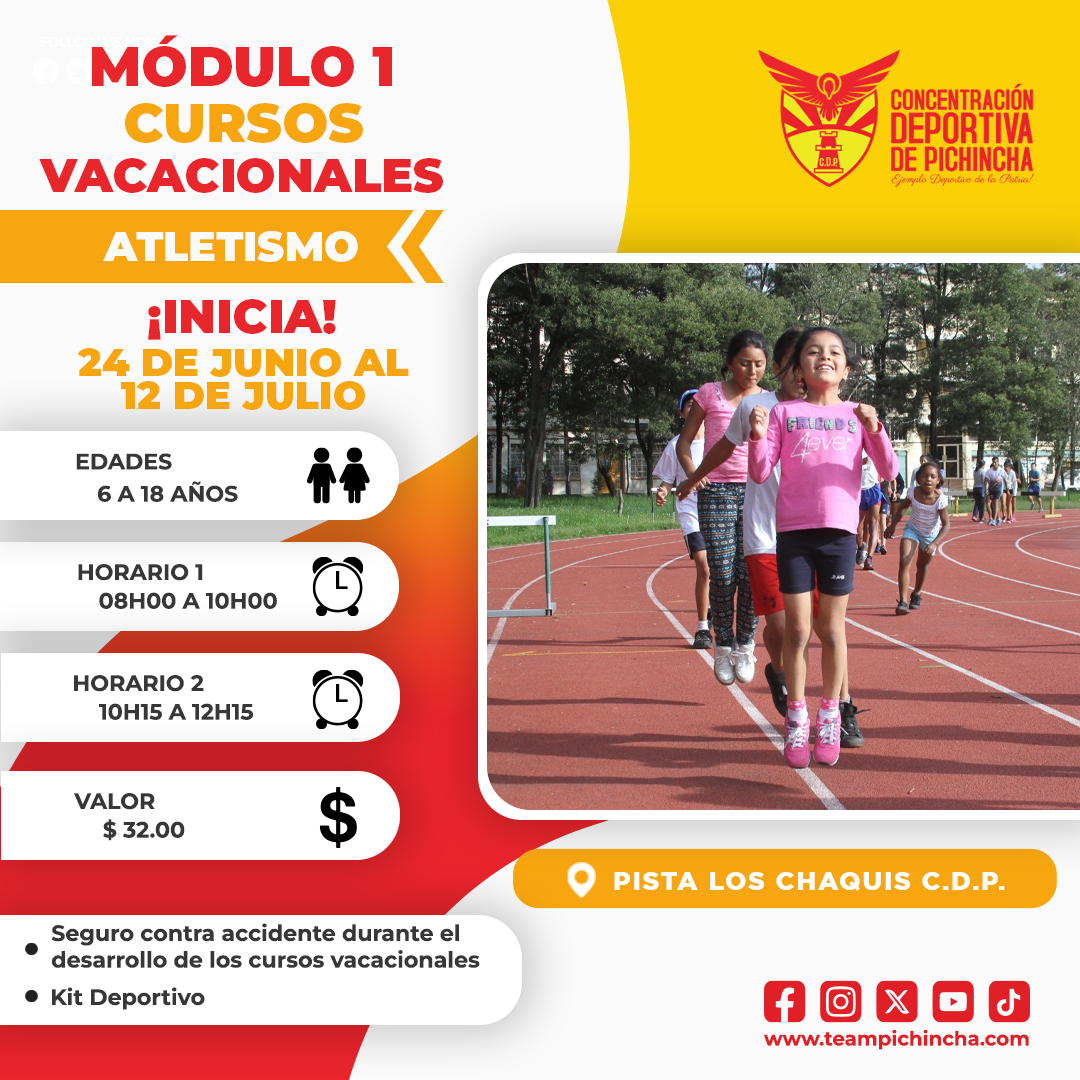 FOLLOW US NOW
MÓDULO 1
CURSOS
VACACIONALES
ATLETISMO
¡INICIA!
24 DE JUNIO AL
12 DE JULIO
EDADES
6 A 18 AÑOS
HORARIO 1
08H00 A 10H00
HORARIO 2
10H15 A 12H15
VALOR
$ 32.00
$
Seguro contra accidente durante el
desarrollo de los cursos vacacionales
Kit Deportivo
C.D.P.
CONCENTRACIÓN
DEPORTIVA
DE PICHINCHA
Ejemplo Deportivo de la Patria!
FRIENDS
4ever
PISTA LOS CHAQUIS C.D.P.
www.teampichincha.com